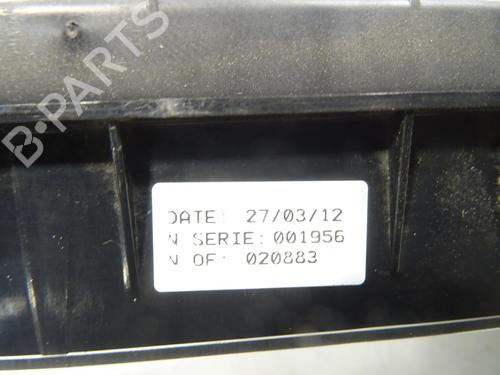 B-PARTS
DATE: 27/03/12
N SERIE: 001956
N OF: 020883